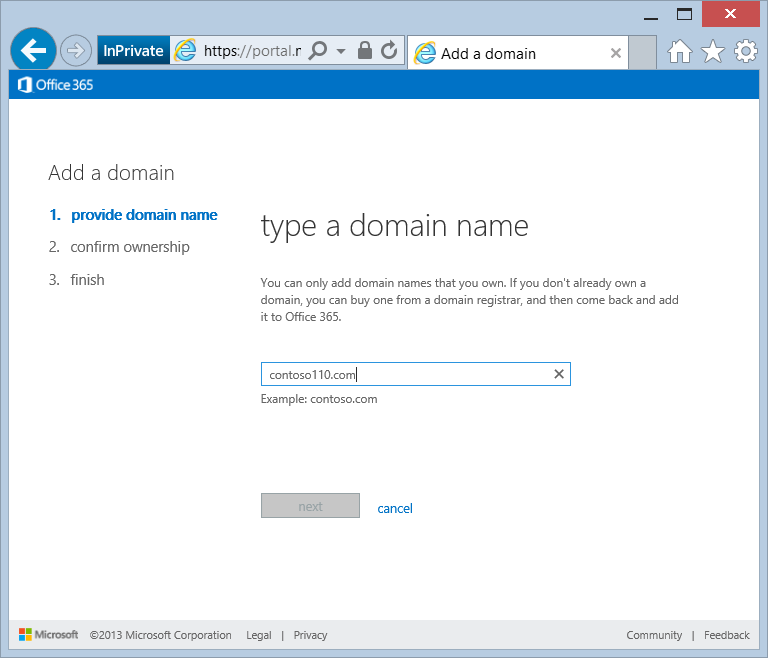 InPrivate https://portal.r Add a domain
Office 365
Add a domain
1. provide domain name
2. confirm ownership
3. finish
type a domain name
You can only add domain names that you own. If you don't already own a
domain, you can buy one from a domain registrar, and then come back and add
it to Office 365.
contoso110.com
Example: contoso.com
next cancel
Microsoft ©2013 Microsoft Corporation Legal | Privacy Community | Feedback